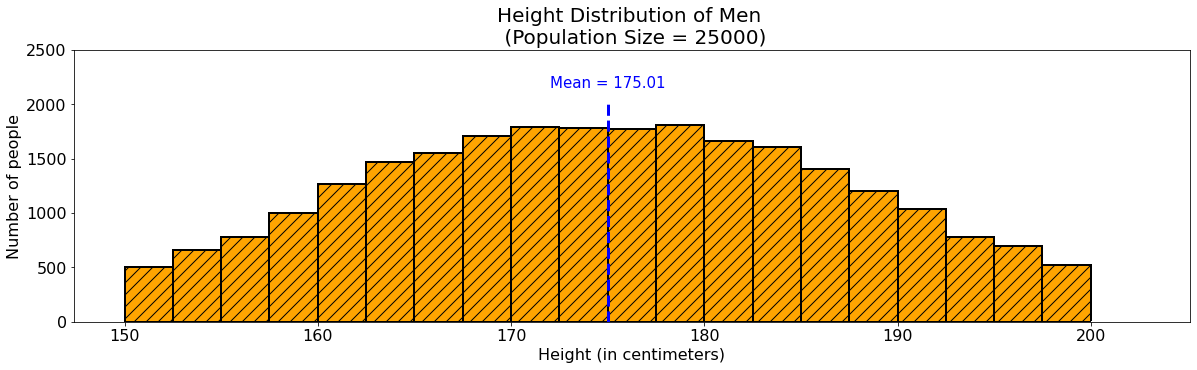 Height Distribution of Men
(Population Size = 25000)
2500
Mean = 175.01
2000
1500
1000
500
0
Number of people
150 160 170 180 190 200
Height (in centimeters)